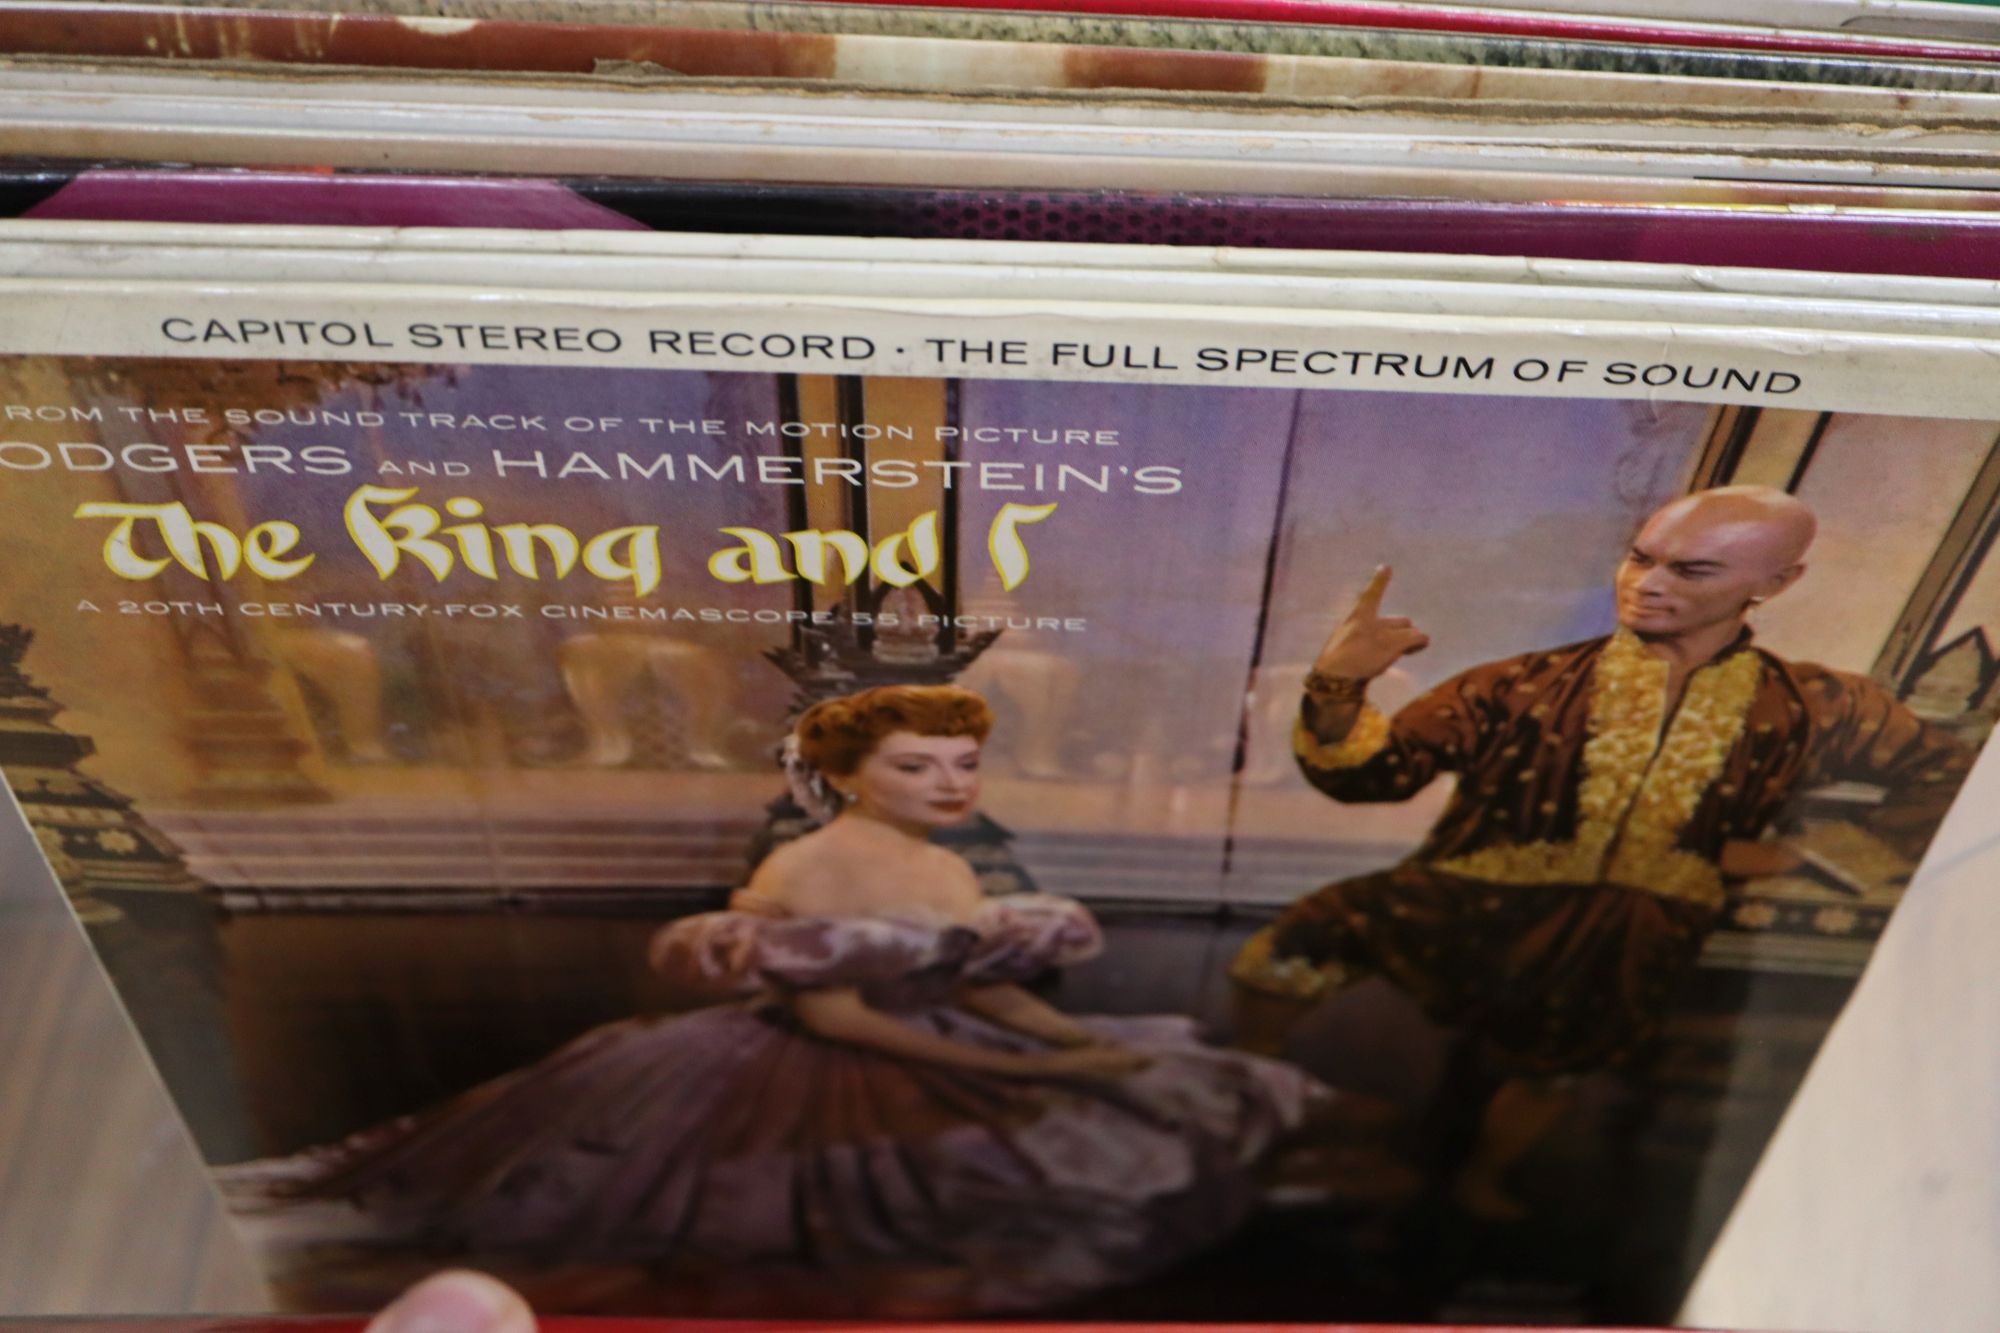 CAPITOL STEREO RECORD · THE FULL SPECTRUM OF SOUND
ROM THE SOUND TRACK OF THE MOTION PICTURE
ODGERS AND HAMMERSTEIN'S
The King and I
A 20TH CENTURY-FOX CINEMASCOPE 55 PICTURE